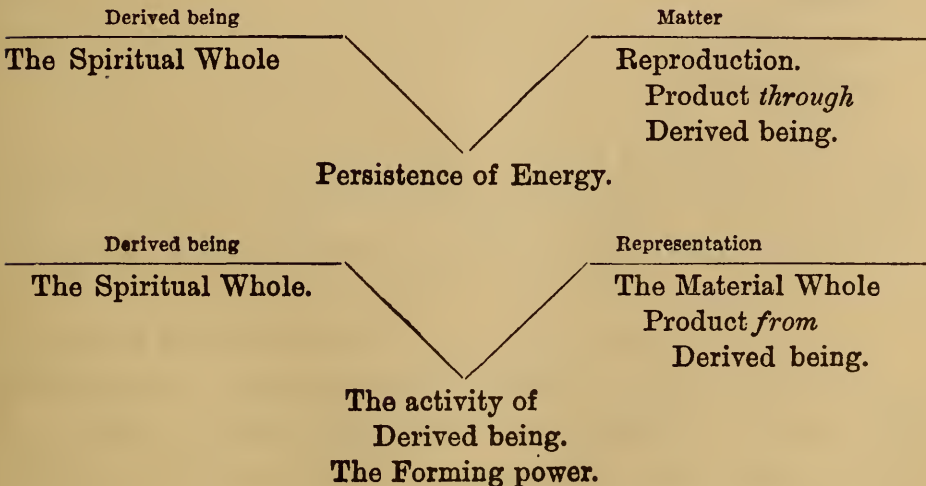 Derived being
Matter
The Spiritual Whole
Reproduction.
Product through
Derived being.
Persistence of Energy.
Derived being
Representation
The Spiritual Whole.
The Material Whole
Product from
Derived being.
The activity of
Derived being.
The Forming power.